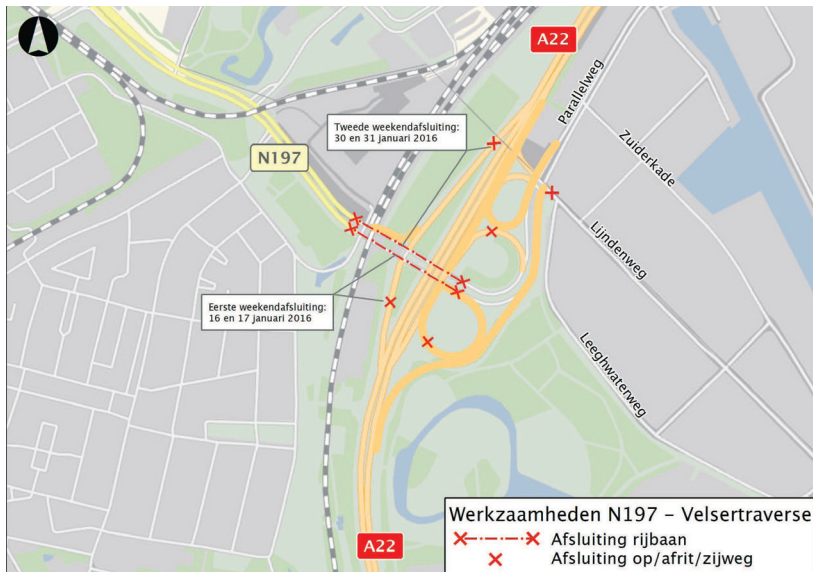 A22
Parallelweg
Tweede weekendafsluiting:
30 en 31 januari 2016
Zuiderkade
N197
Lijndenweg
Eerste weekendafsluiting:
16 en 17 januari 2016
Leeghwaterweg
Werkzaamheden N197 – Velsertraverse
Afsluiting rijbaan
A22
Afsluiting op/afrit/zijweg